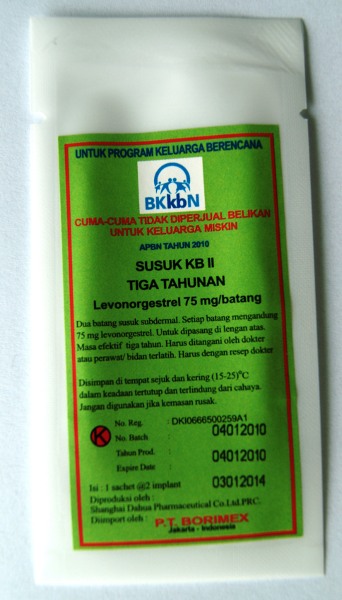 UNTUK PROGRAM KELUARGA BERENCANA
BKkbN
CUMA-CUMA TIDAK DIPERJUAL BELIKAN
UNTUK KELUARGA MISKIN
APBN TAHUN 2010
SUSUK KB II
TIGA TAHUNAN
Levonorgestrel 75 mg/batang
Dua batang susuk subdermal. Setiap batang mengandung
75 mg levonorgestrel. Untuk dipasang di lengan atas.
Masa efektif tiga tahun. Harus ditangani oleh dokter
atau perawat/ bidan terlatih. Harus dengan resep dokter
Disimpan di tempat sejuk dan kering (15-25)°C
dalam keadaan tertutup dan terlindung dari cahaya.
Jangan digunakan jika kemasan rusak.
K
No. Reg. : DKI0666500259A1
No. Batch : 04012010
Tahun Prod. : 04012010
Expire Date : 03012014
Isi : 1 sachet @2 implant
Diproduksi oleh :
Shanghai Dahua Pharmaceutical Co.Ltd.PRC.
Diimport oleh : P.T. BORIMEX
Jakarta - Indonesia